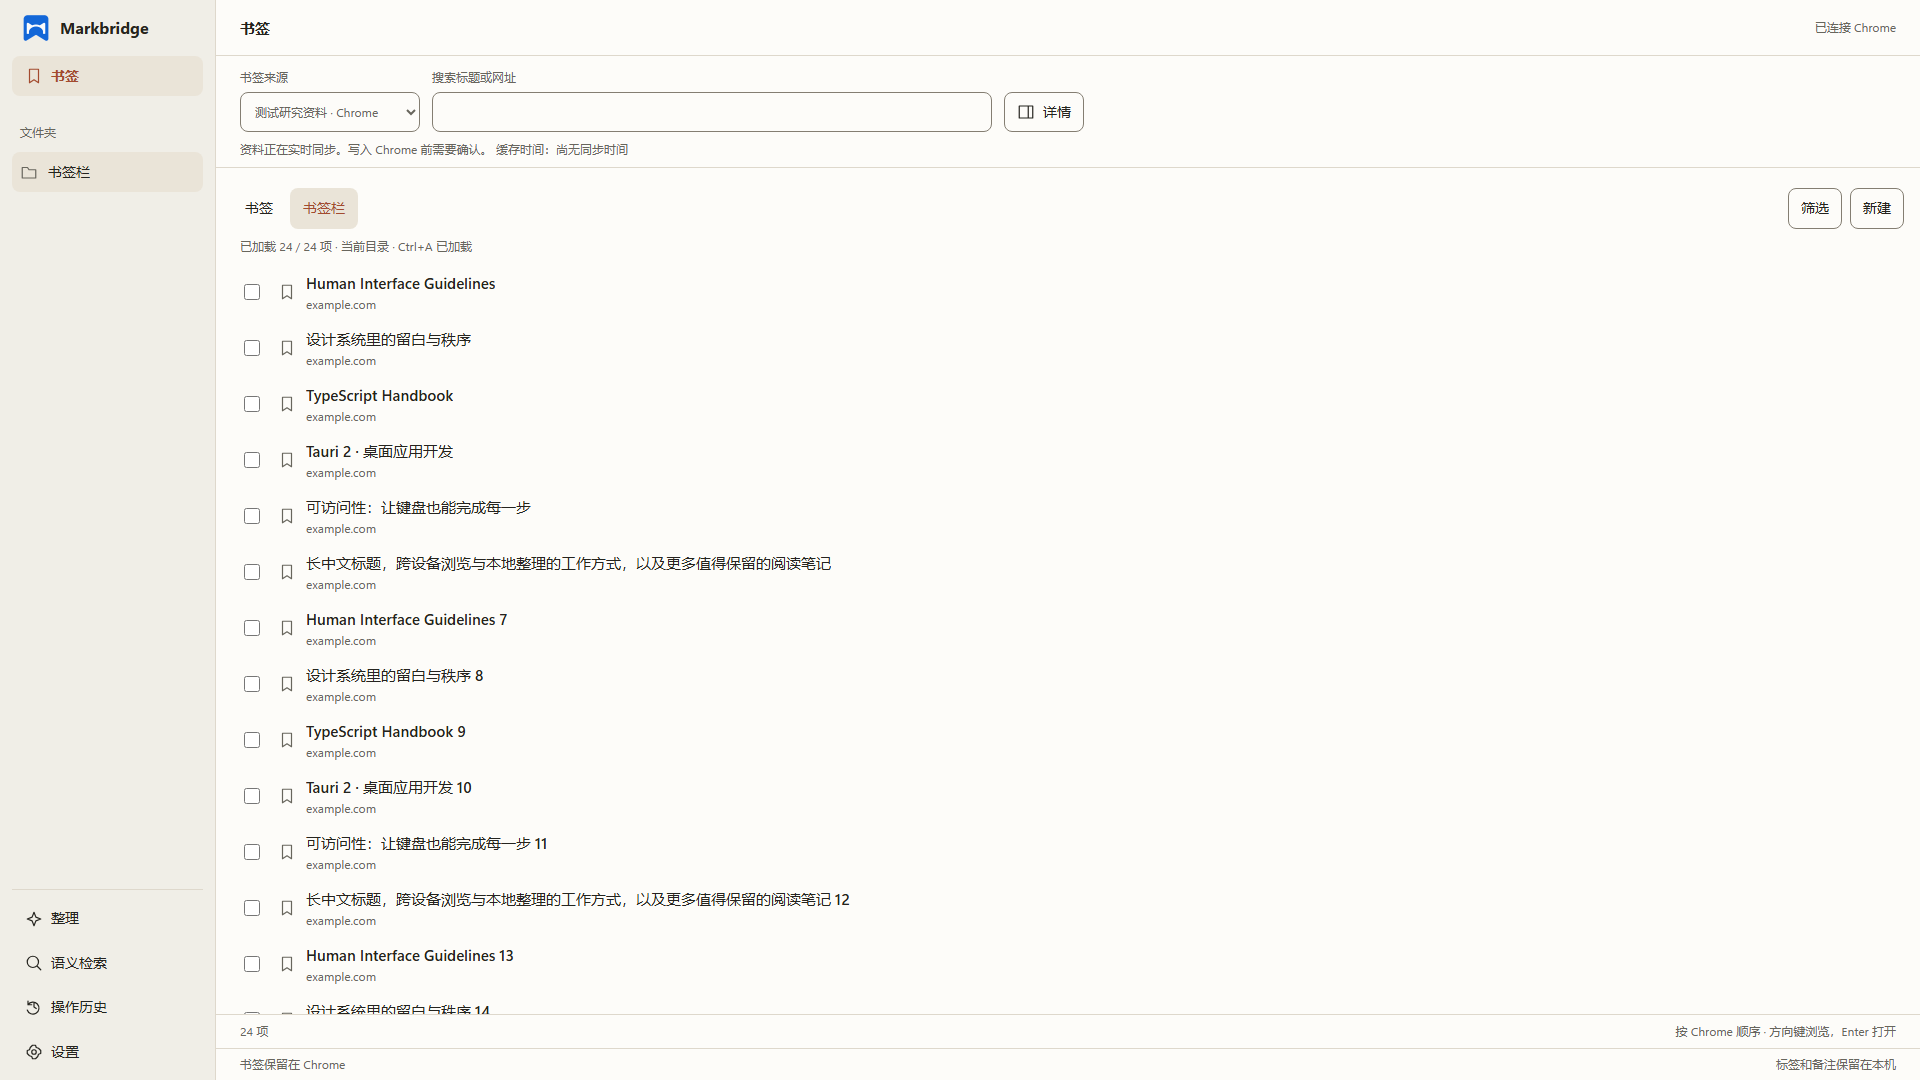 Markbridge
书签
文件夹
书签栏
整理
语义检索
操作历史
设置
书签
已连接 Chrome
书签来源
搜索标题或网址
测试研究资料 · Chrome
详情
资料正在实时同步。写入 Chrome 前需要确认。 缓存时间：尚无同步时间
书签
书签栏
筛选
新建
已加载 24 / 24 项 · 当前目录 · Ctrl+A 已加载
Human Interface Guidelines
example.com
设计系统里的留白与秩序
example.com
TypeScript Handbook
example.com
Tauri 2 · 桌面应用开发
example.com
可访问性：让键盘也能完成每一步
example.com
长中文标题，跨设备浏览与本地整理的工作方式，以及更多值得保留的阅读笔记
example.com
Human Interface Guidelines 7
example.com
设计系统里的留白与秩序 8
example.com
TypeScript Handbook 9
example.com
Tauri 2 · 桌面应用开发 10
example.com
可访问性：让键盘也能完成每一步 11
example.com
长中文标题，跨设备浏览与本地整理的工作方式，以及更多值得保留的阅读笔记 12
example.com
Human Interface Guidelines 13
example.com
设计系统里的留白与秩序 14
24 项
按 Chrome 顺序 · 方向键浏览，Enter 打开
书签保留在 Chrome
标签和备注保留在本机